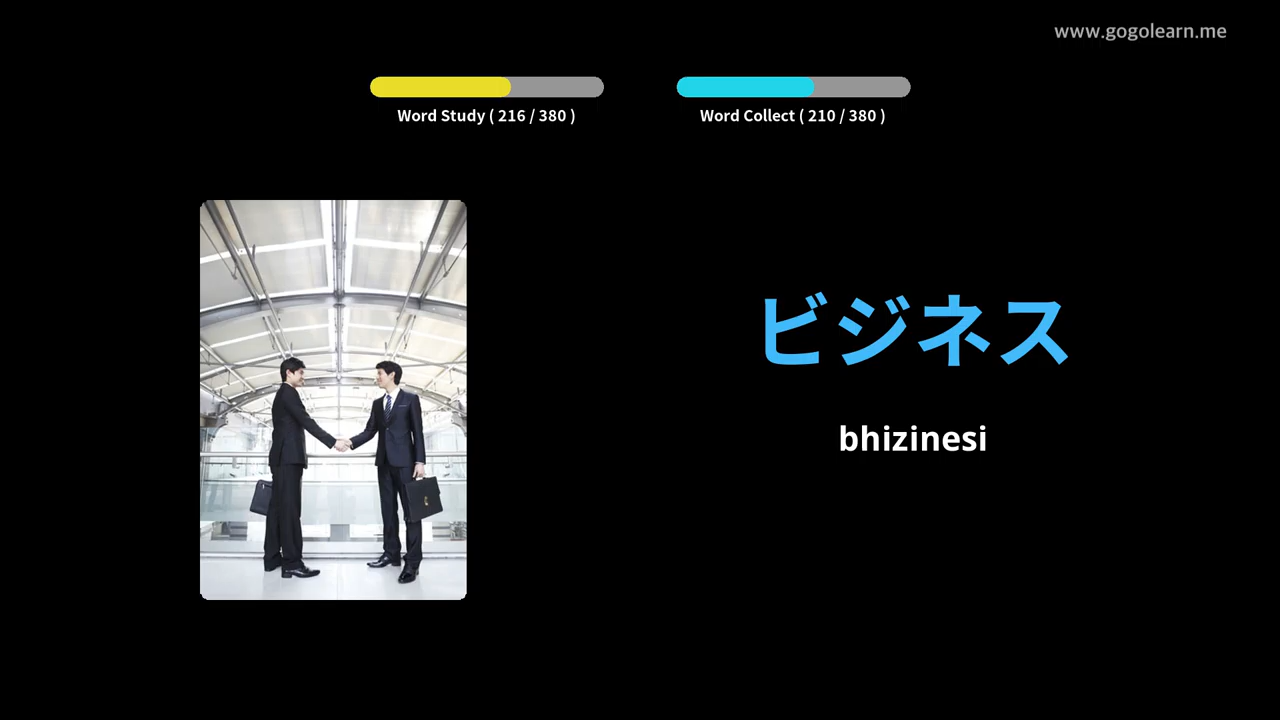 www.gogolearn.me
Word Study ( 216 / 380 )
Word Collect ( 210 / 380 )
ビジネス
bhizinesi